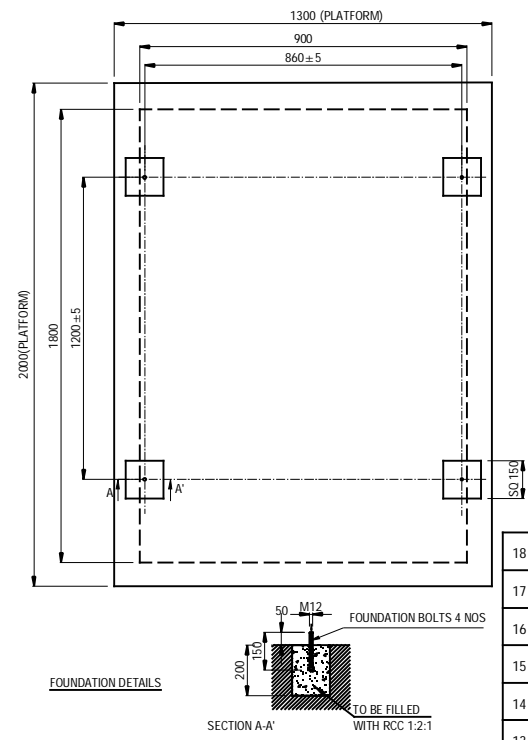 1300 (PLATFORM)
900
860±5
2000(PLATFORM)
1800
1200±5
SQ 150
A A'
18
17
16
15
14
13
50 M12
FOUNDATION BOLTS 4 NOS
150
200
FOUNDATION DETAILS
TO BE FILLED
WITH RCC 1:2:1
SECTION A-A'